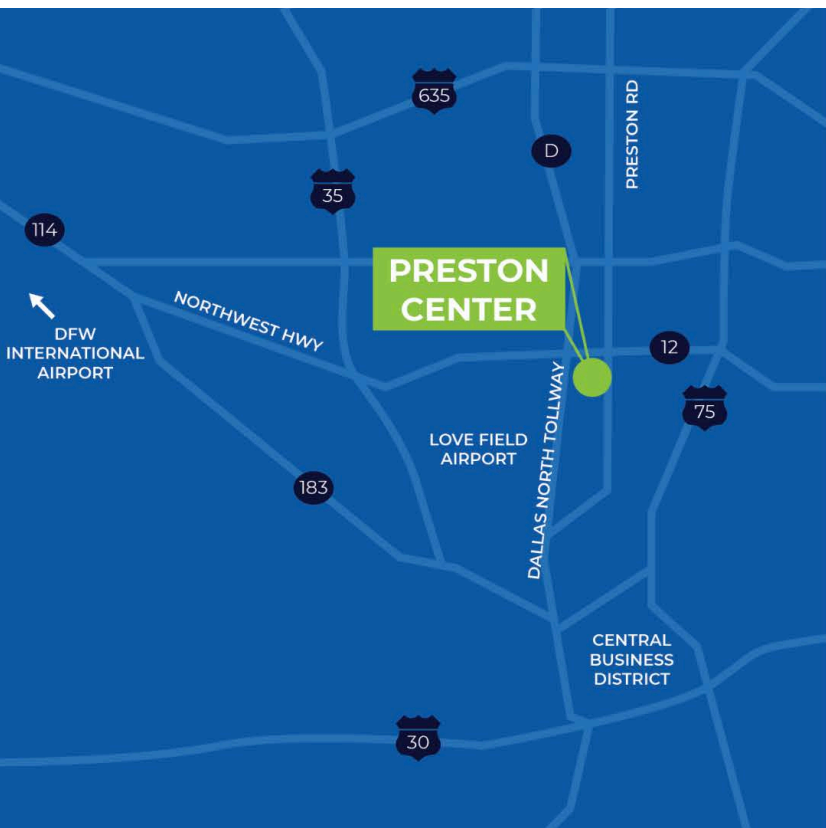 635
PRESTON RD
D
35
114
PRESTON
CENTER
NORTHWEST HWY
DFW
INTERNATIONAL
AIRPORT
12
DALLAS NORTH TOLLWAY
75
LOVE FIELD
AIRPORT
183
CENTRAL
BUSINESS
DISTRICT
30